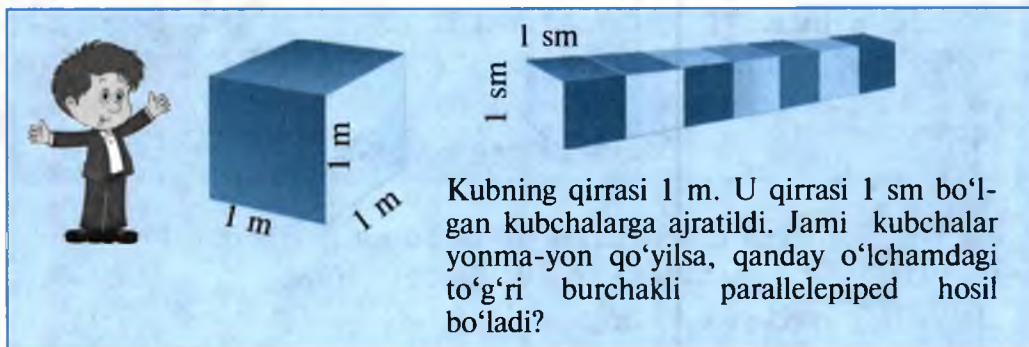 1 sm
1 sm
1 m
1 m
1 m
Kubning qirrasi 1 m. U qirrasi 1 sm bo‘l-
gan kubchalarga ajratildi. Jami kubchalar
yonma-yon qo‘yilsa, qanday o‘lchamdagi
to‘g‘ri burchakli parallelepiped hosil
bo‘ladi?